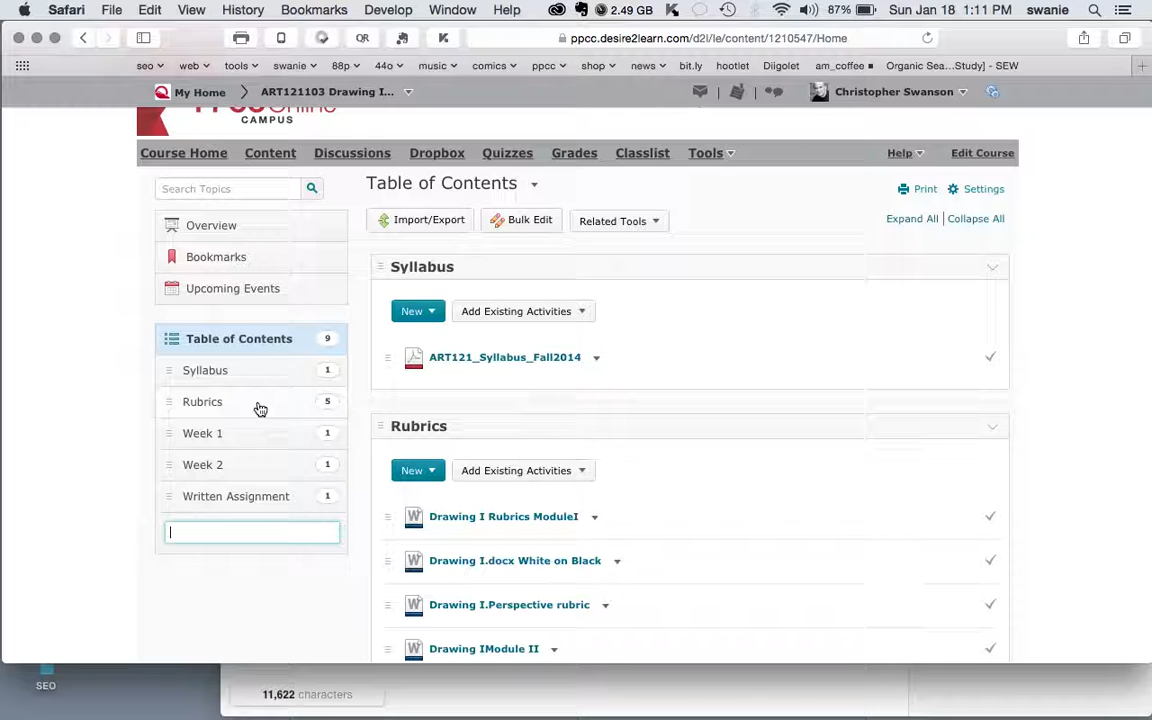 Safari File Edit View History Bookmarks Develop Window Help 2.49 GB 87% Sun Jan 18 1:11 PM swanie
QR K ppcc.desire2learn.com/d2l/le/content/1210547/Home
seo web tools swanie 88p 44o music comics ppcc shop news bit.ly hootlet Diigolet am_coffee Organic Sea...Study] - SEW
My Home ART121103 Drawing I... Christopher Swanson
CAMPUS
Course Home Content Discussions Dropbox Quizzes Grades Classlist Tools Help Edit Course
Search Topics
Table of Contents
Print Settings
Overview
Import/Export Bulk Edit Related Tools
Expand All Collapse All
Bookmarks
Upcoming Events
Table of Contents 9
Syllabus 1
Rubrics 5
Week 1 1
Week 2 1
Written Assignment 1
Syllabus
New Add Existing Activities
ART121_Syllabus_Fall2014
Rubrics
New Add Existing Activities
Drawing I Rubrics ModuleI
Drawing I.docx White on Black
Drawing I.Perspective rubric
Drawing IModule II
SEO
11,622 characters